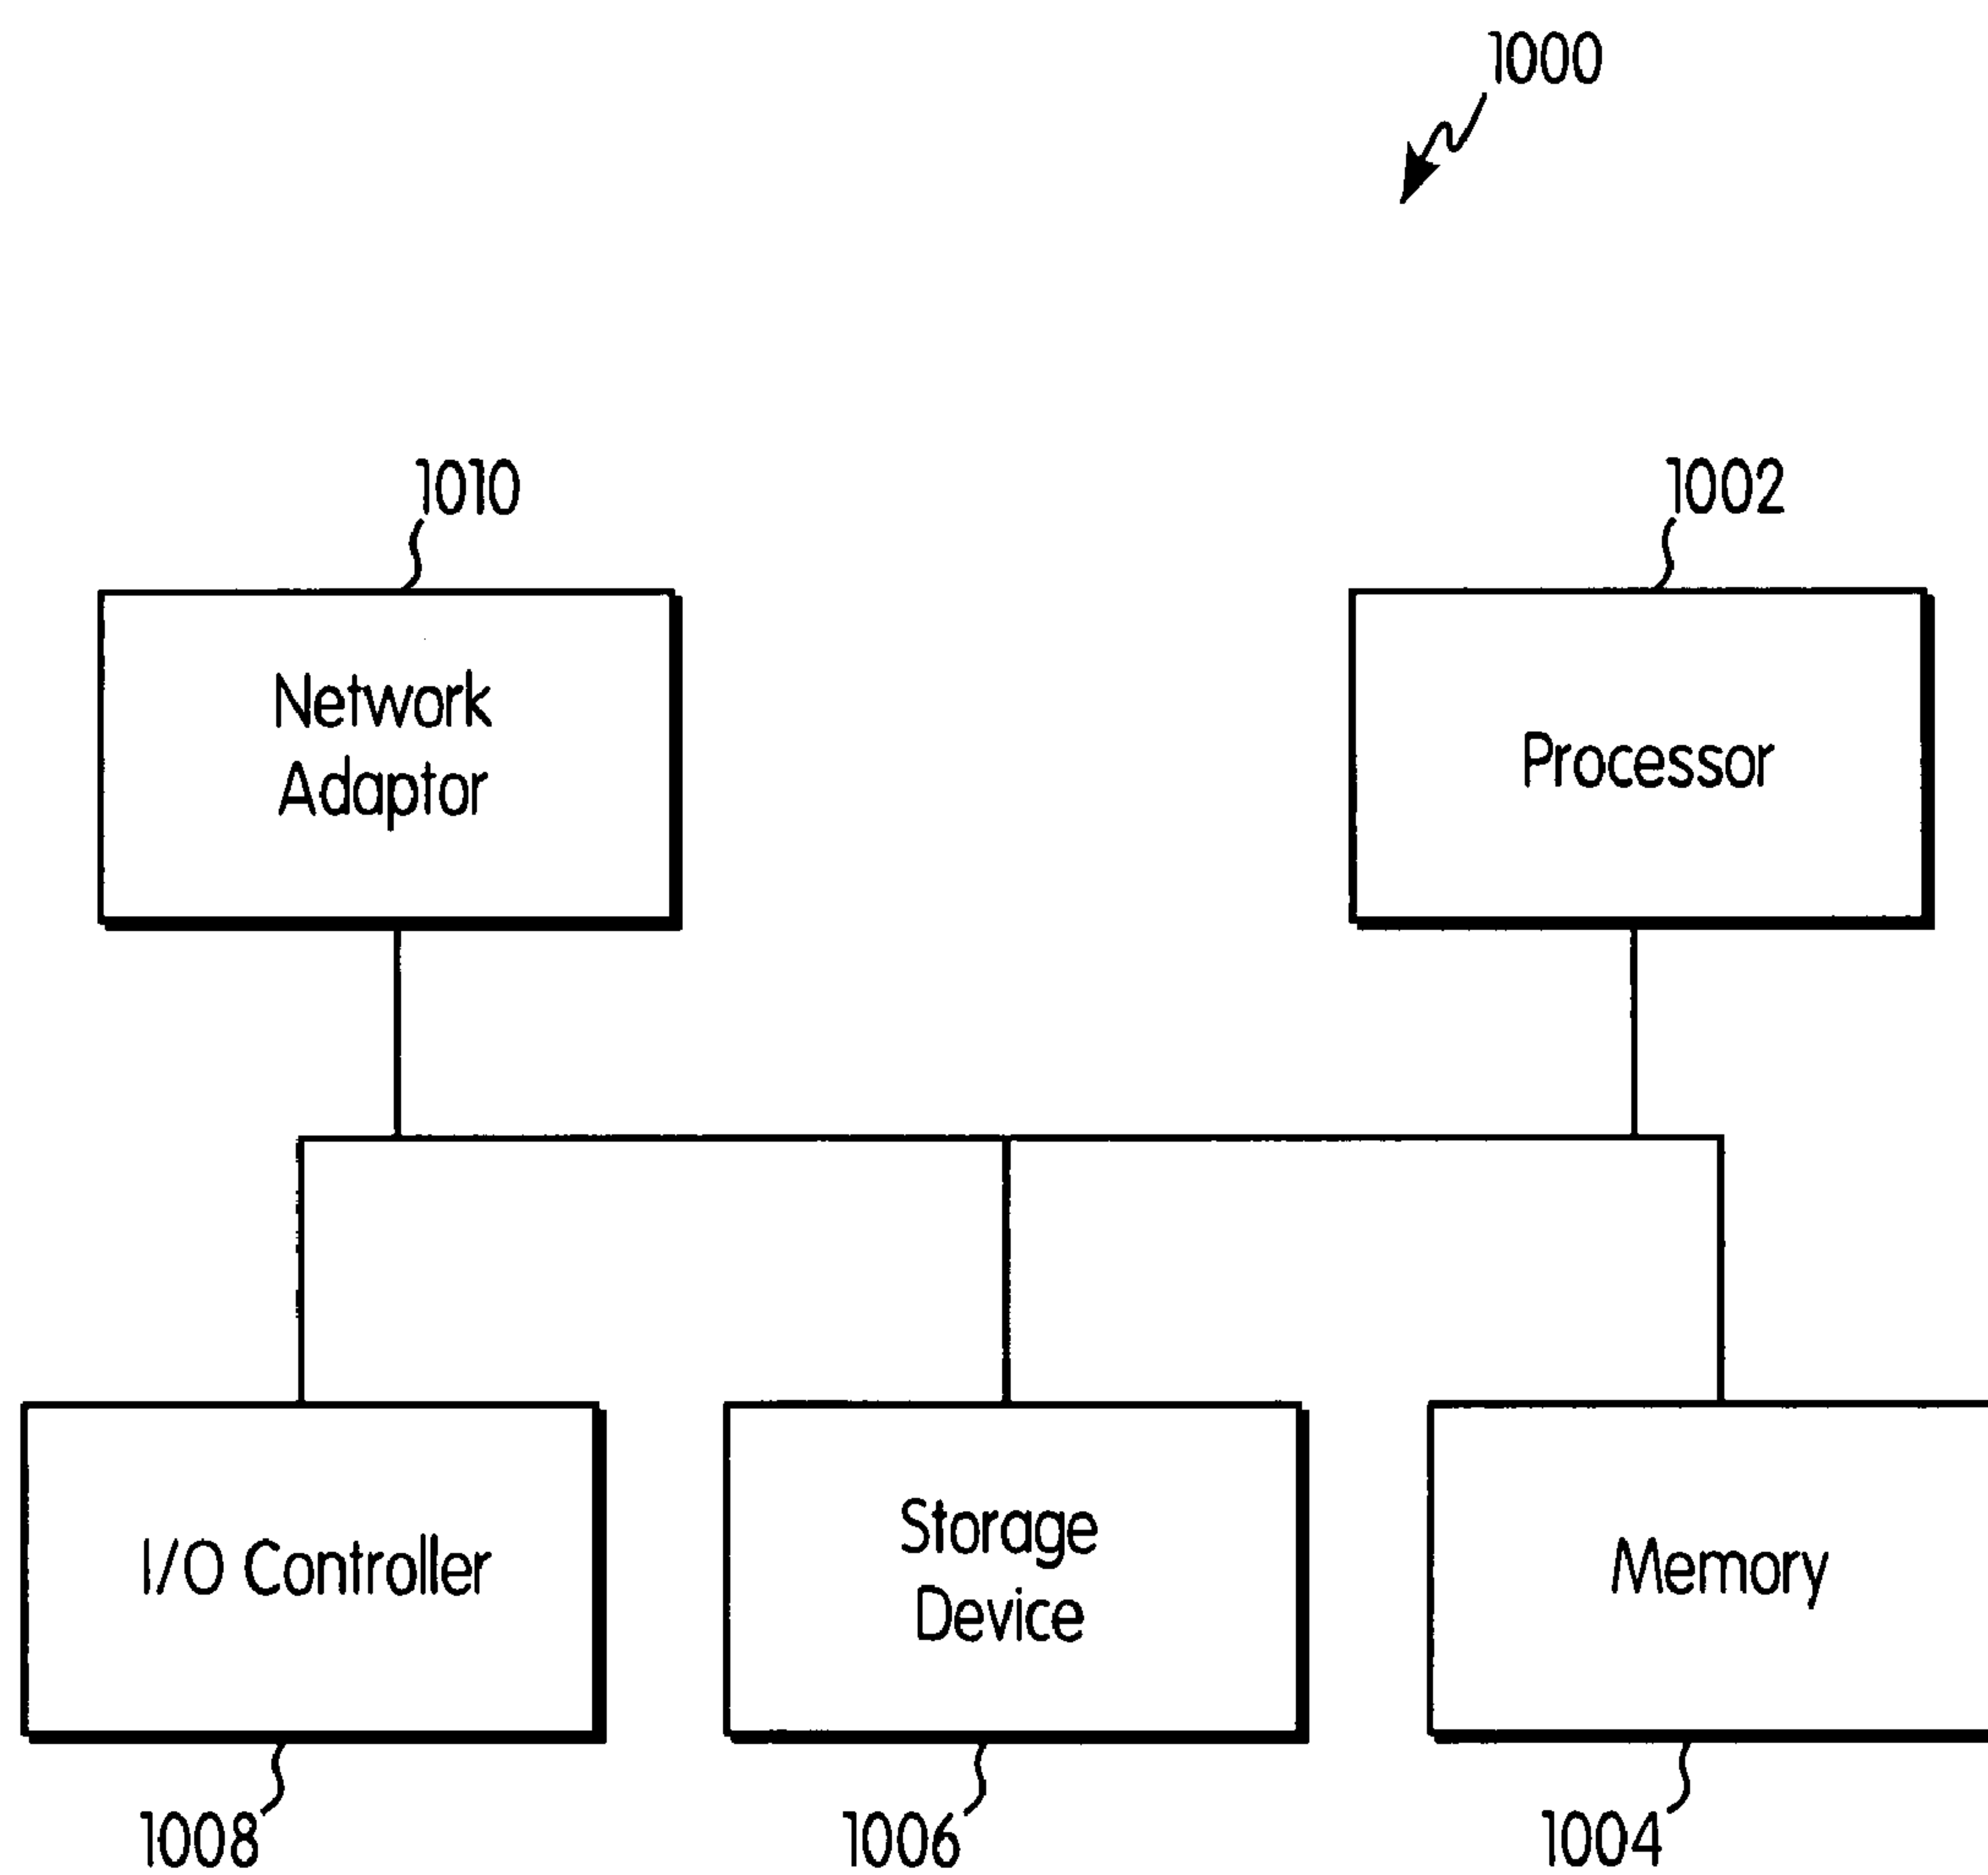 1000
1010
1002
Network
Adaptor
Processor
I/O Controller
Storage
Device
Memory
1008
1006
1004